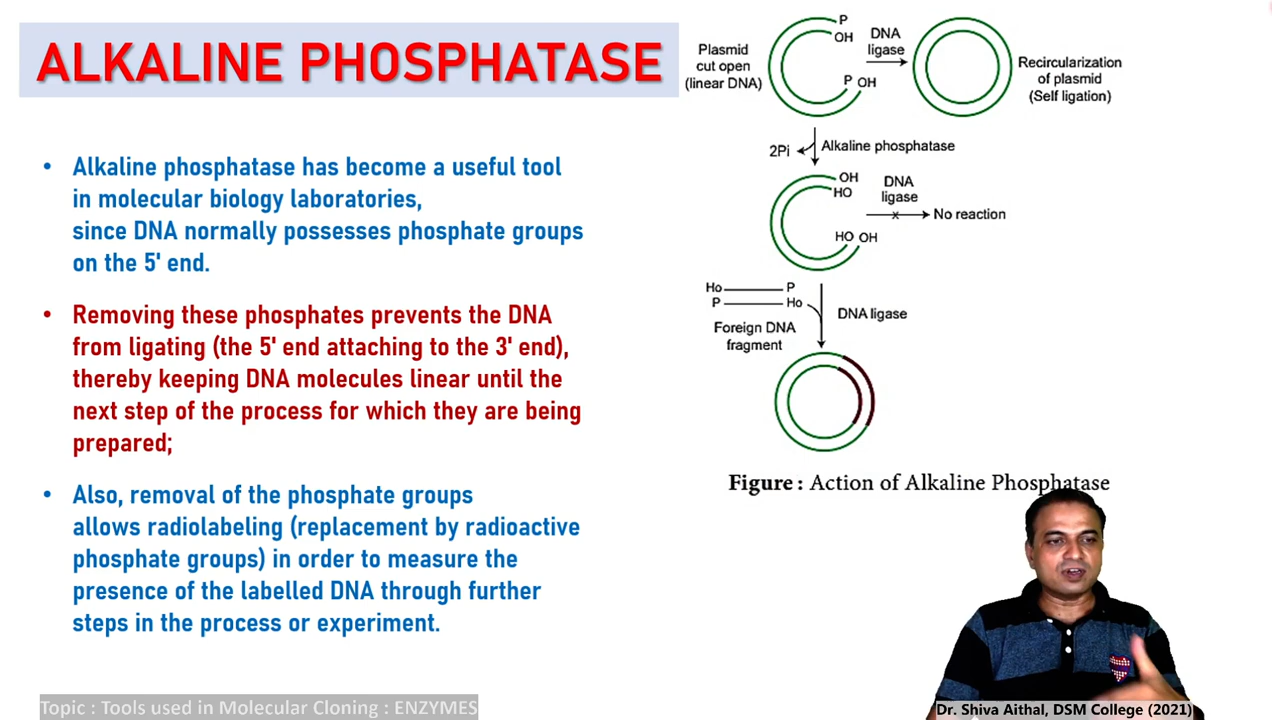 ALKALINE PHOSPHATASE
• Alkaline phosphatase has become a useful tool
in molecular biology laboratories,
since DNA normally possesses phosphate groups
on the 5' end.
• Removing these phosphates prevents the DNA
from ligating (the 5' end attaching to the 3' end),
thereby keeping DNA molecules linear until the
next step of the process for which they are being
prepared;
• Also, removal of the phosphate groups
allows radiolabeling (replacement by radioactive
phosphate groups) in order to measure the
presence of the labelled DNA through further
steps in the process or experiment.
Plasmid
cut open
(linear DNA)
P
OH
P OH
DNA
ligase
Recircularization
of plasmid
(Self ligation)
2Pi
Alkaline phosphatase
OH
HO
HO OH
DNA
ligase
x
No reaction
Ho P
P Ho
Foreign DNA
fragment
DNA ligase
Figure : Action of Alkaline Phosphatase
Topic : Tools used in Molecular Cloning : ENZYMES
Dr. Shiva Aithal, DSM College (2021)